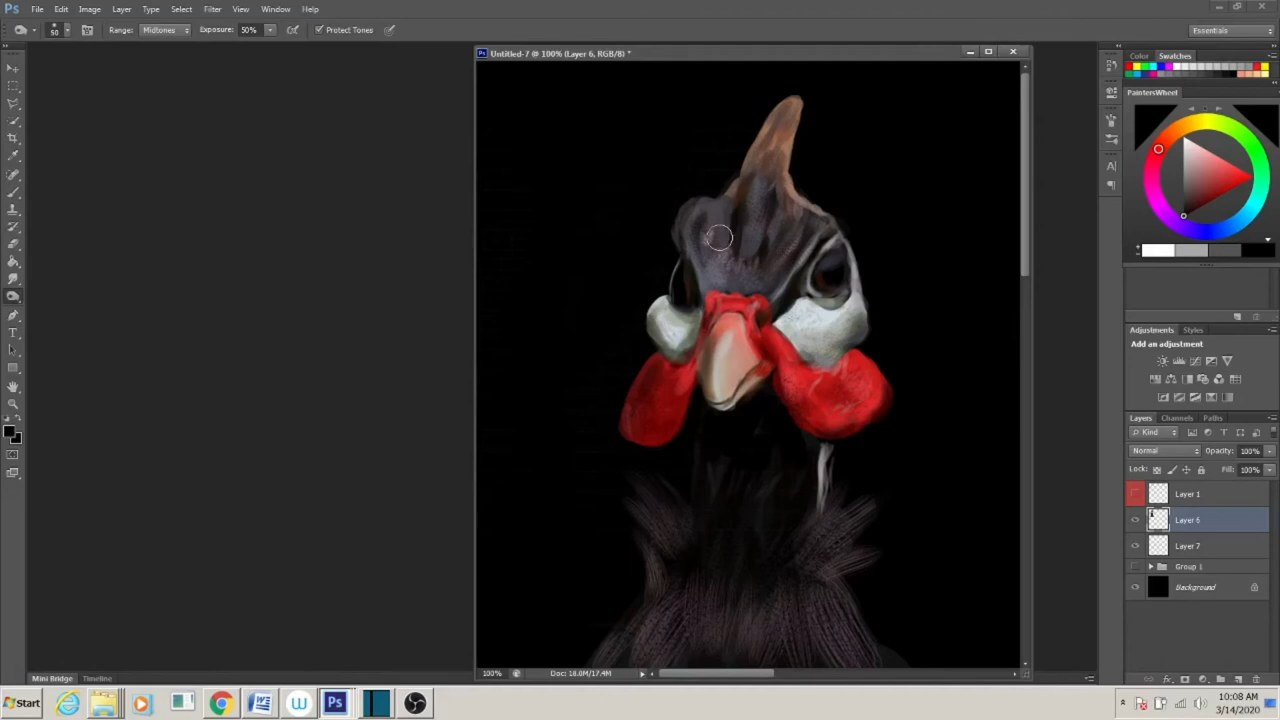 Ps File Edit Image Layer Type Select Filter View Window Help
50 Range: Midtones Exposure: 50% Protect Tones Essentials
Untitled-7 @ 100% (Layer 6, RGB/8) *
Color Swatches
PaintersWheel
A|
Adjustments Styles
Add an adjustment
Layers Channels Paths
Kind
Normal Opacity: 100%
Lock: Fill: 100%
Layer 1
Layer 6
Layer 7
Group 1
Background
100% Doc: 18.0M/17.4M
Mini Bridge Timeline
Start W W Ps 10:08 AM
3/14/2020